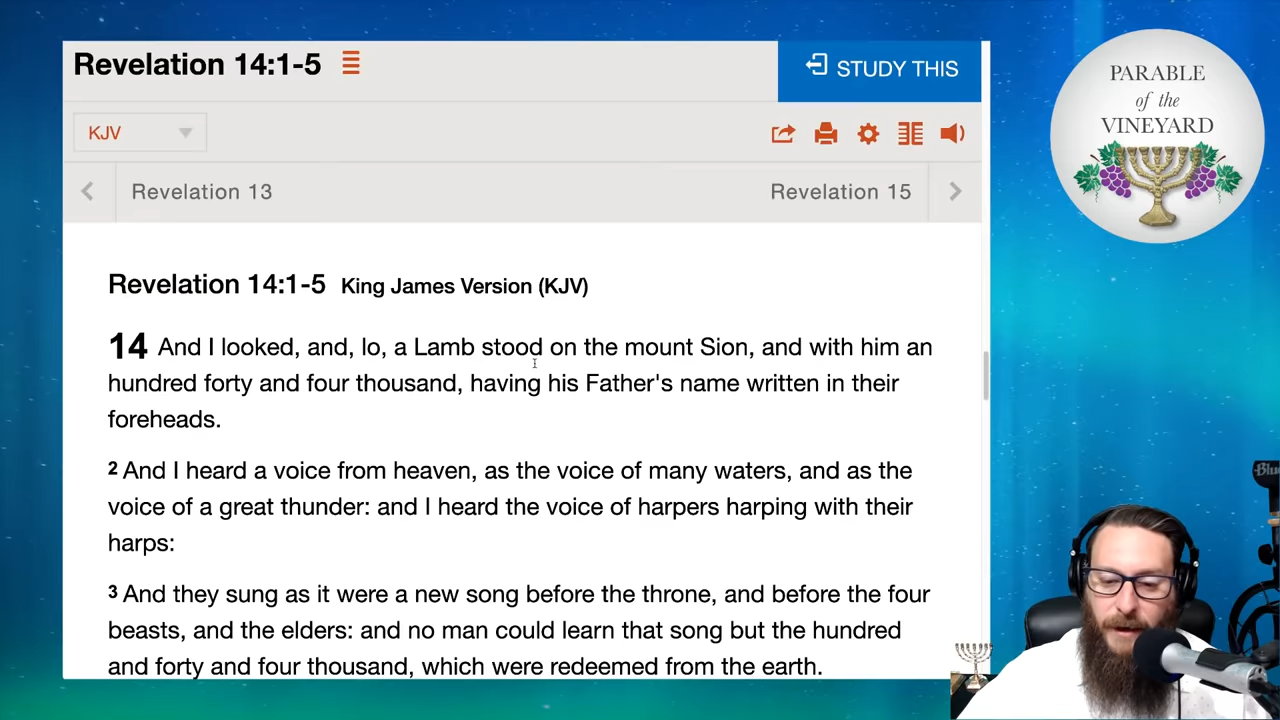 Revelation 14:1-5
STUDY THIS
PARABLE
of the
VINEYARD
KJV
Revelation 13
Revelation 15
Revelation 14:1-5 King James Version (KJV)
14 And I looked, and, lo, a Lamb stood on the mount Sion, and with him an
hundred forty and four thousand, having his Father's name written in their
foreheads.
2 And I heard a voice from heaven, as the voice of many waters, and as the
voice of a great thunder: and I heard the voice of harpers harping with their
harps:
3 And they sung as it were a new song before the throne, and before the four
beasts, and the elders: and no man could learn that song but the hundred
and forty and four thousand, which were redeemed from the earth.